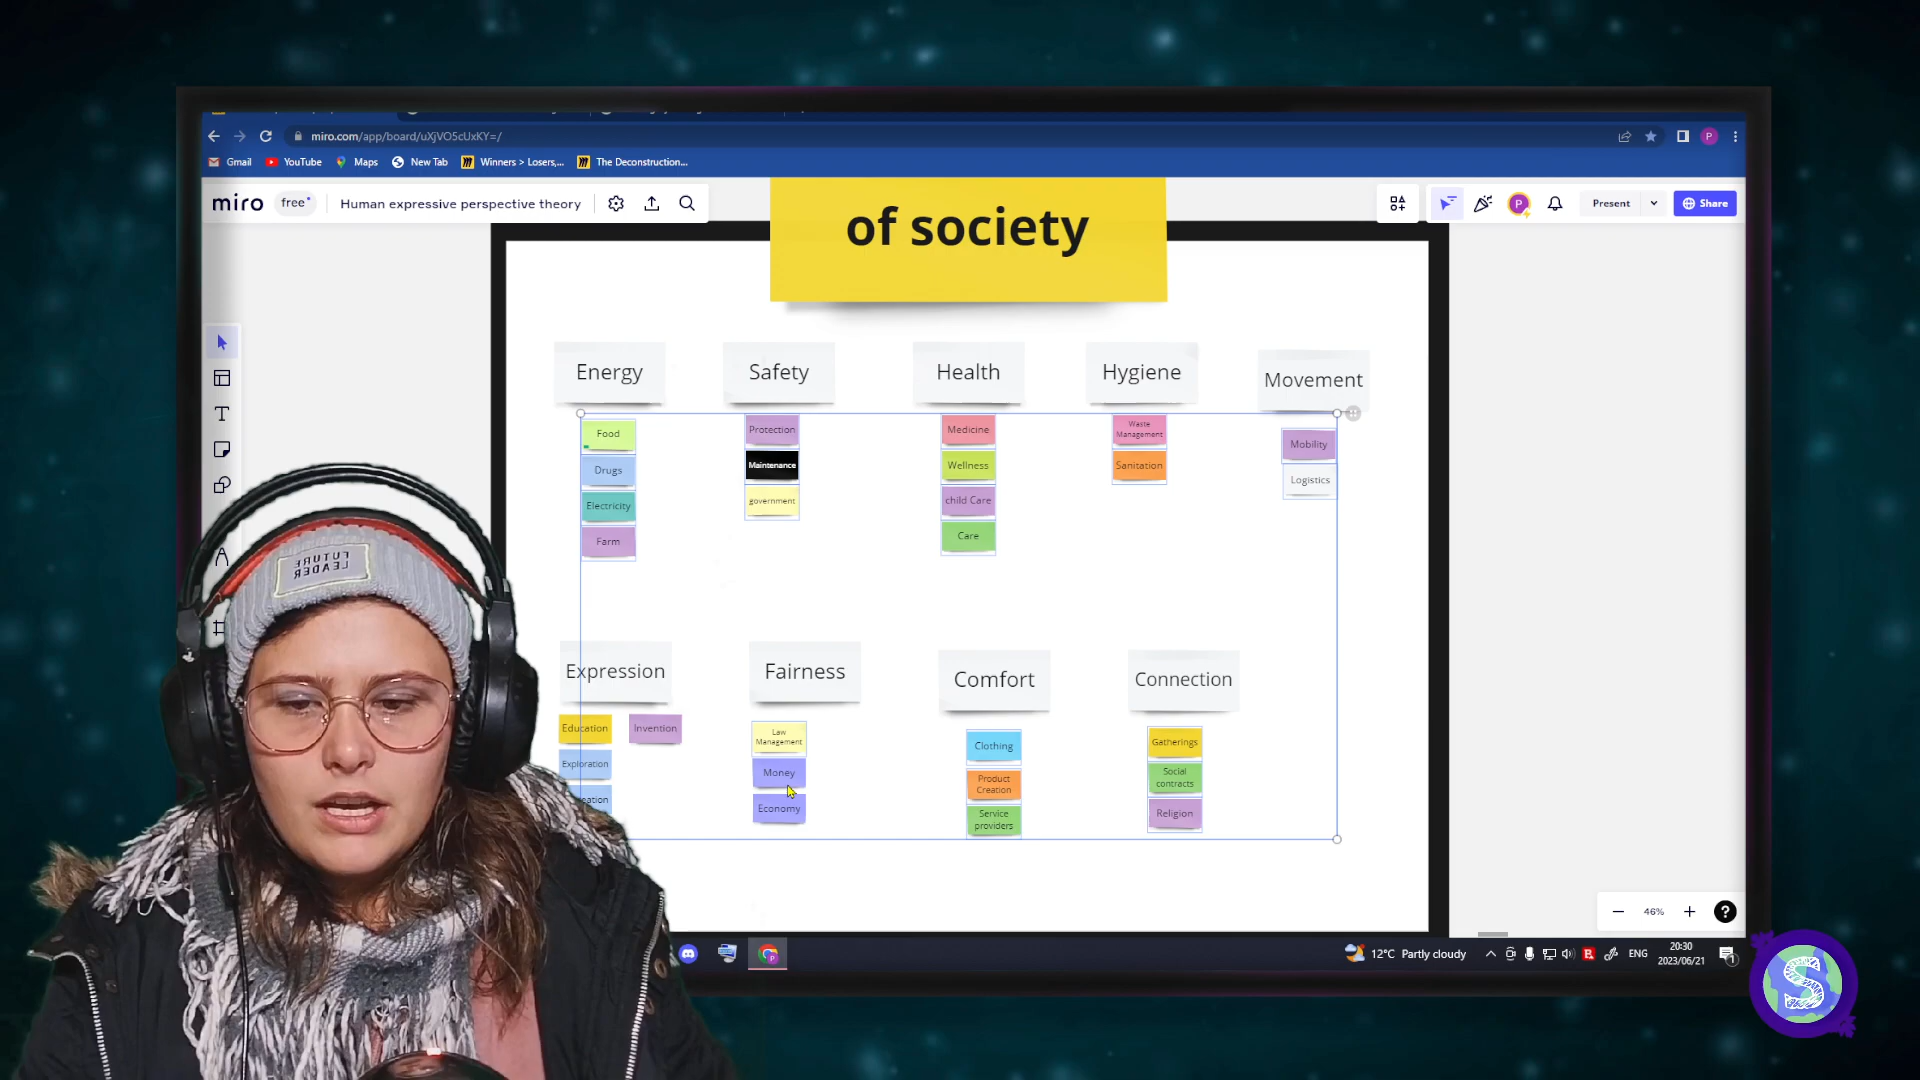 miro.com/app/board/uXjVO5cUxKY=/
P
Gmail
YouTube
Maps
New Tab
Winners > Losers,...
The Deconstruction...
miro
free
Human expressive perspective theory
P
Present
Share
of society
Energy
Safety
Health
Hygiene
Movement
Food
Drugs
Electricity
Farm
Protection
Maintenance
government
Medicine
Wellness
child Care
Care
Waste
Management
Sanitation
Mobility
Logistics
Expression
Fairness
Comfort
Connection
Education
Invention
Exploration
Law
Management
Money
Economy
Clothing
Product
Creation
Service
providers
Gatherings
Social
contracts
Religion
FUTURE
LEADER
46%
?
12°C Partly cloudy
ENG
20:30
2023/06/21
1
S